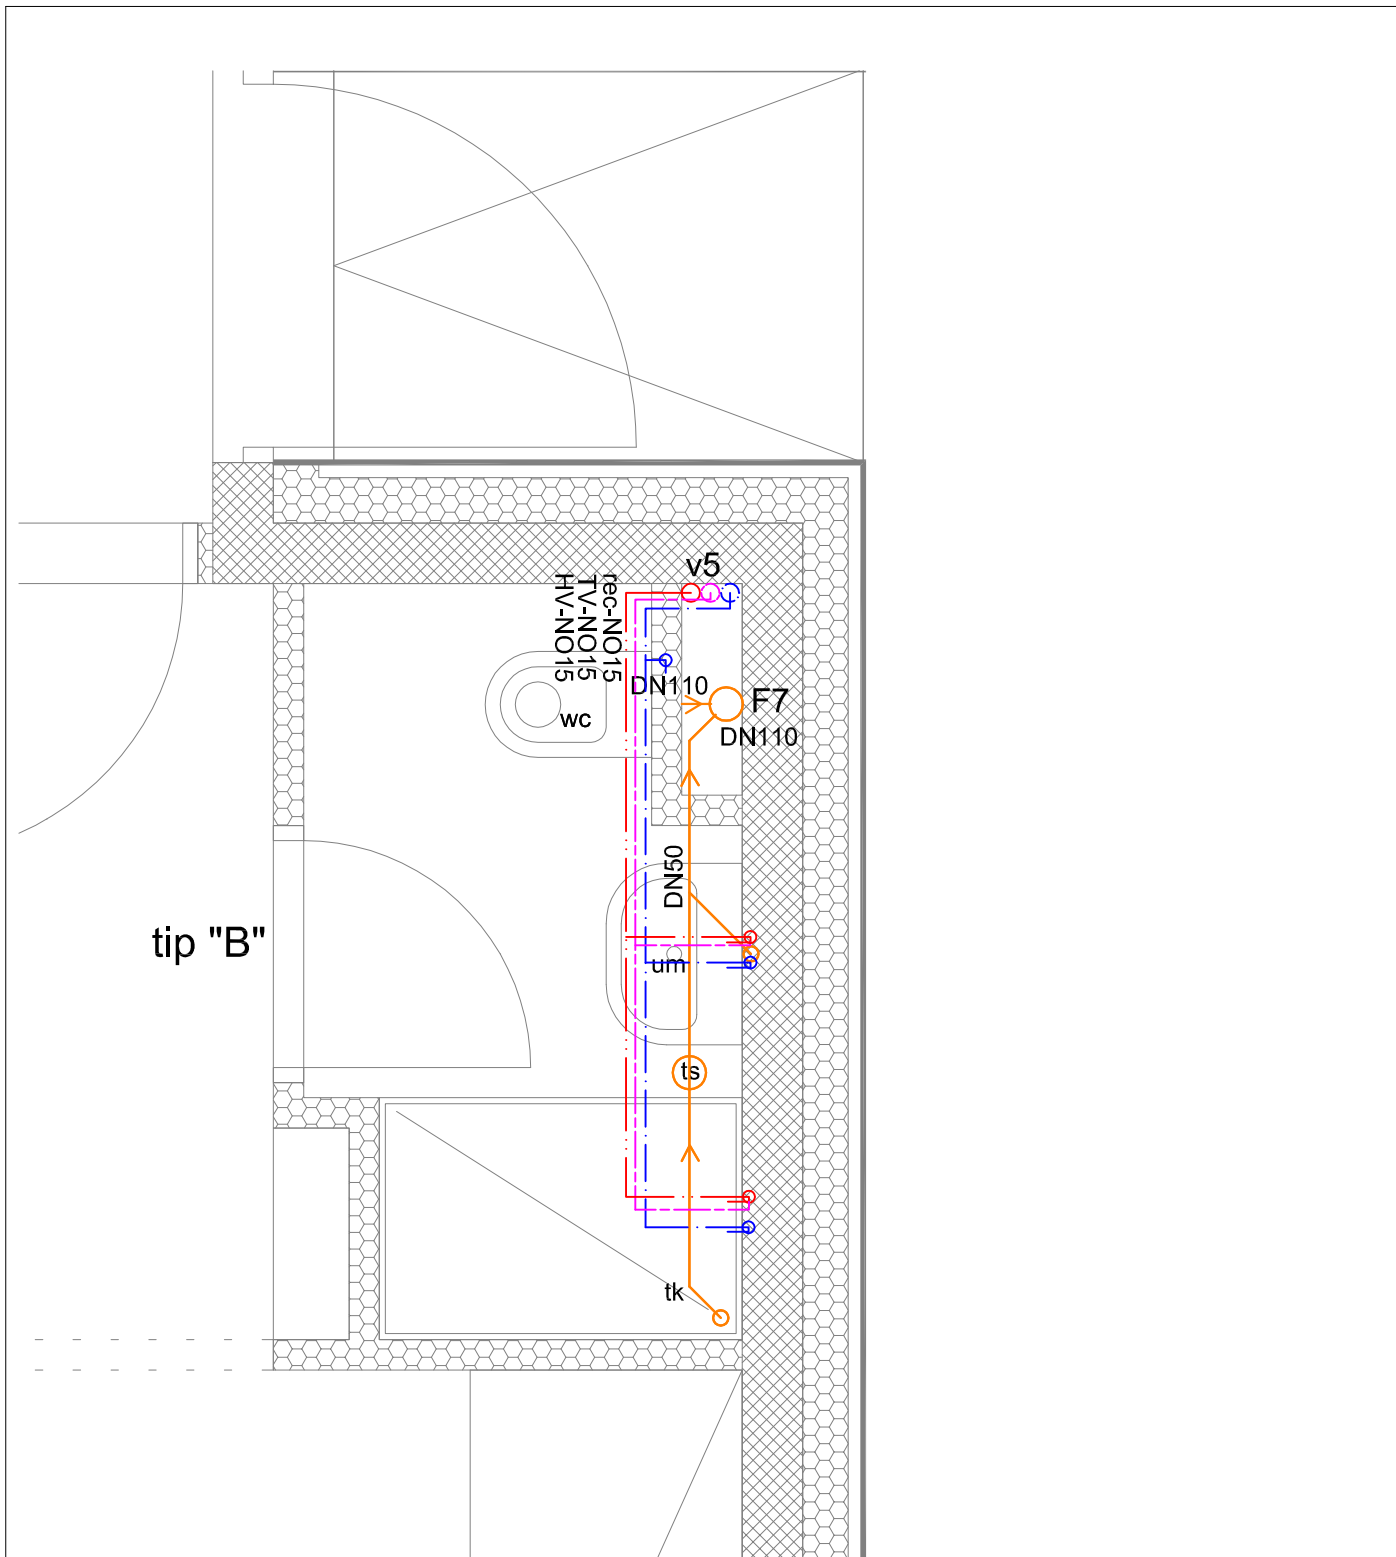 v5
rec-NO15
TV-NO15
HV-NO15
DN110
F7
wc
DN110
DN50
tip "B"
um
ts
tk